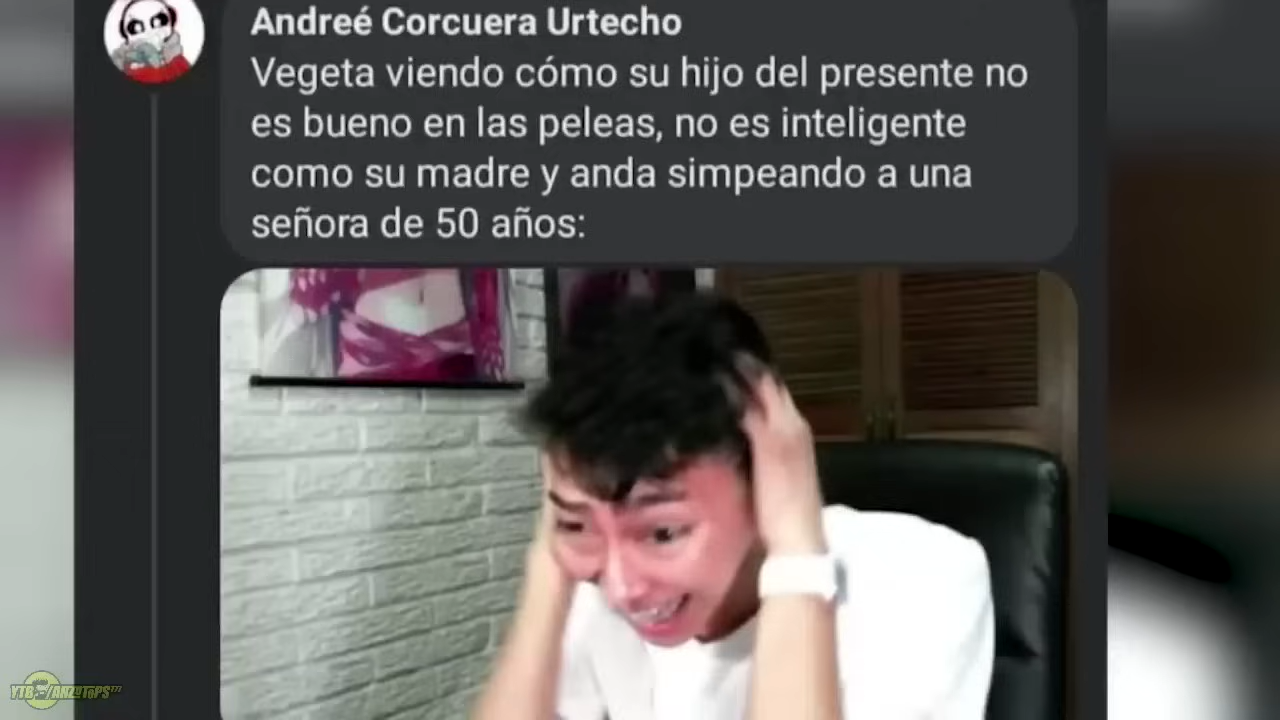 Andreé Corcuera Urtecho
Vegeta viendo cómo su hijo del presente no
es bueno en las peleas, no es inteligente
como su madre y anda simpeando a una
señora de 50 años: